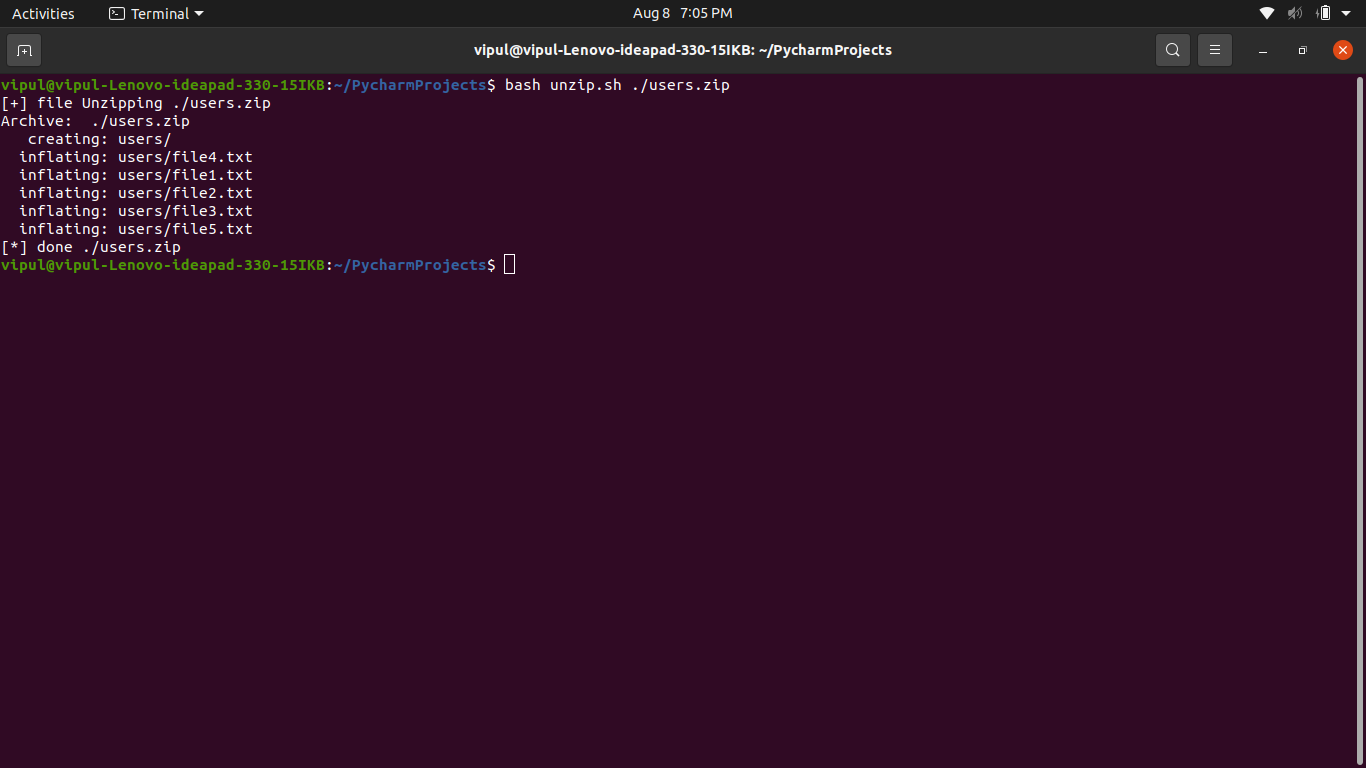 Activities Terminal Aug 8 7:05 PM
vipul@vipul-Lenovo-ideapad-330-15IKB: ~/PycharmProjects
vipul@vipul-Lenovo-ideapad-330-15IKB:~/PycharmProjects$ bash unzip.sh ./users.zip
[+] file Unzipping ./users.zip
Archive:  ./users.zip
   creating: users/
  inflating: users/file4.txt
  inflating: users/file1.txt
  inflating: users/file2.txt
  inflating: users/file3.txt
  inflating: users/file5.txt
[*] done ./users.zip
vipul@vipul-Lenovo-ideapad-330-15IKB:~/PycharmProjects$